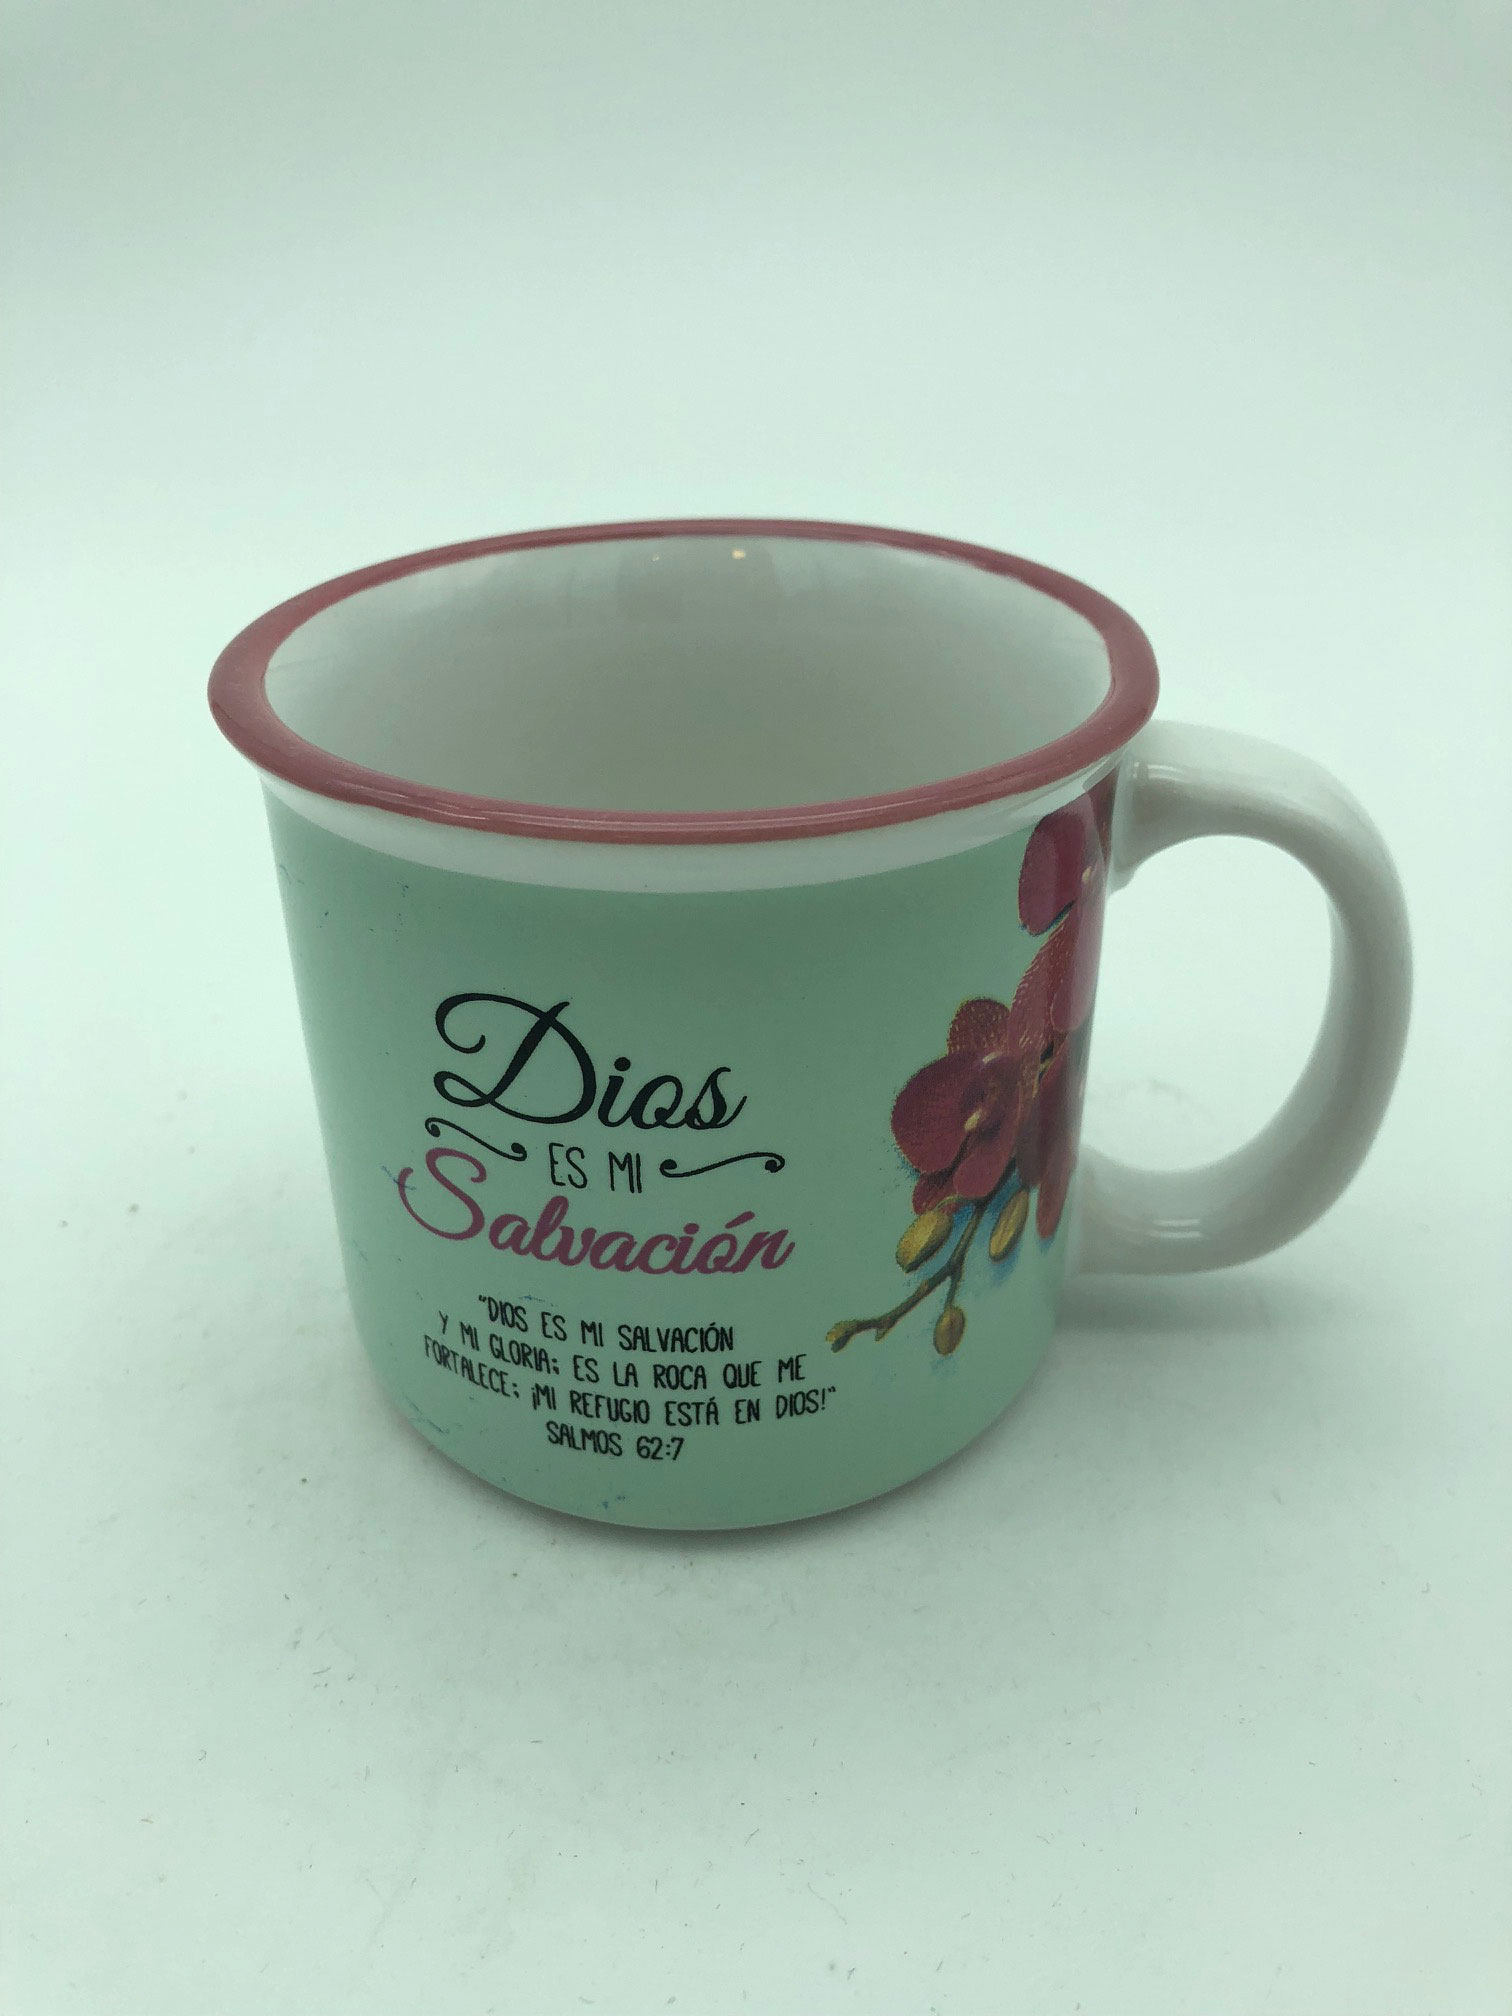 Dios
ES MI
Salvación
"DIOS ES MI SALVACIÓN
Y MI GLORIA; ES LA ROCA QUE ME
FORTALECE; ¡MI REFUGIO ESTÁ EN DIOS!"
SALMOS 62:7